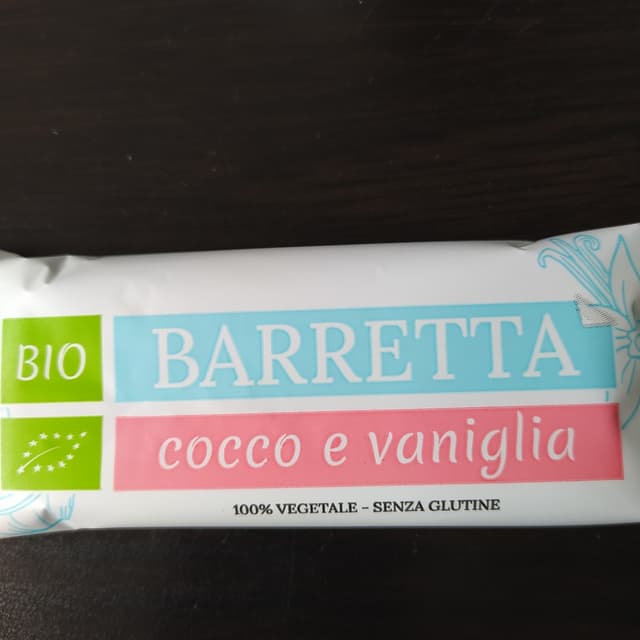 BIO
BARRETTA
cocco e vaniglia
100% VEGETALE - SENZA GLUTINE